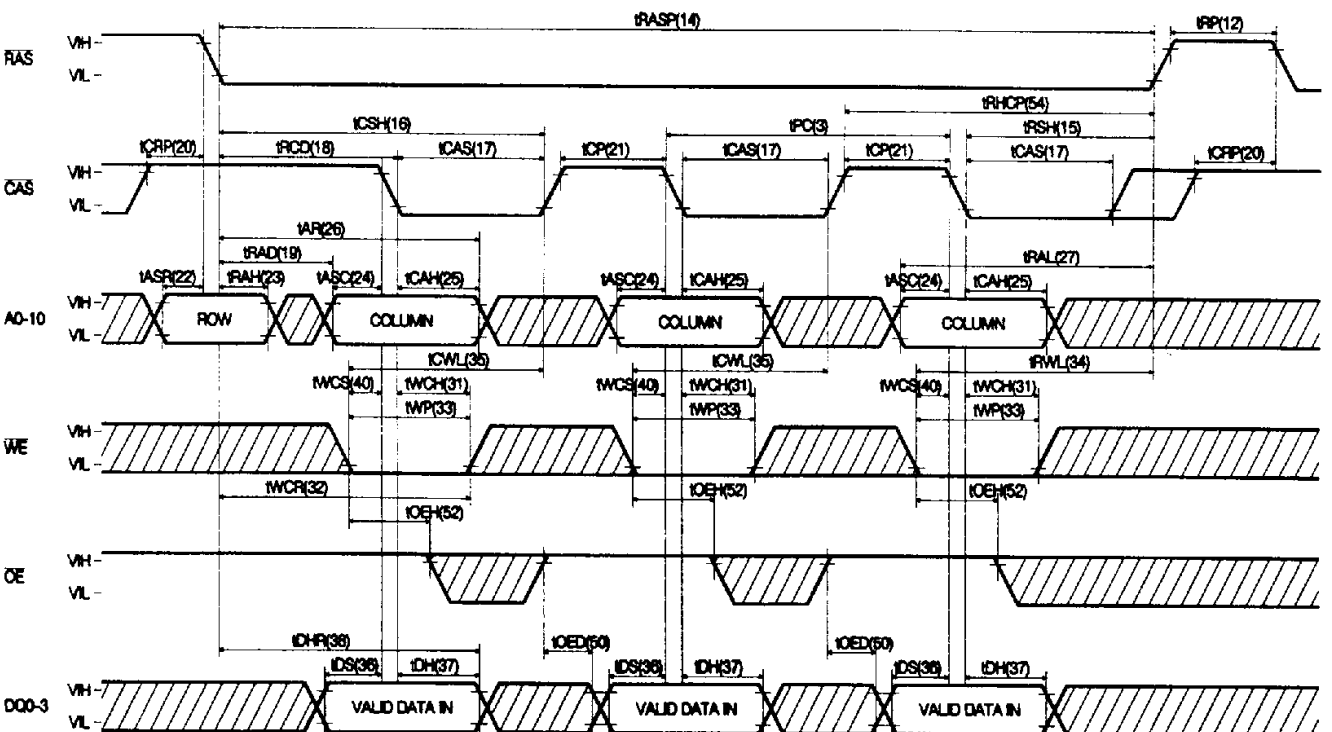 tRASP(14) tRP(12)
RAS VIH
VIL
tRHCP(54)
tCSH(16) tPC(3) tRSH(15)
tCRP(20) tRCD(18) tCAS(17) tCP(21) tCAS(17) tCP(21) tCAS(17) tCRP(20)
CAS VIH
VIL
tAR(26)
tRAD(19) tRAL(27)
tASR(22) tRAH(23) tASC(24) tCAH(25) tASC(24) tCAH(25) tASC(24) tCAH(25)
A0-10 VIH
VIL
ROW COLUMN COLUMN COLUMN
tCWL(35) tCWL(35) tRWL(34)
tWCS(40) tWCH(31) tWCS(40) tWCH(31) tWCS(40) tWCH(31)
tWP(33) tWP(33) tWP(33)
WE VIH
VIL
tWCR(32) tOEH(52) tOEH(52)
tOEH(52)
OE VIH
VIL
tDHR(38) tOED(50) tOED(50)
tDS(36) tDH(37) tDS(36) tDH(37) tDS(36) tDH(37)
DQ0-3 VIH
VIL
VALID DATA IN VALID DATA IN VALID DATA IN